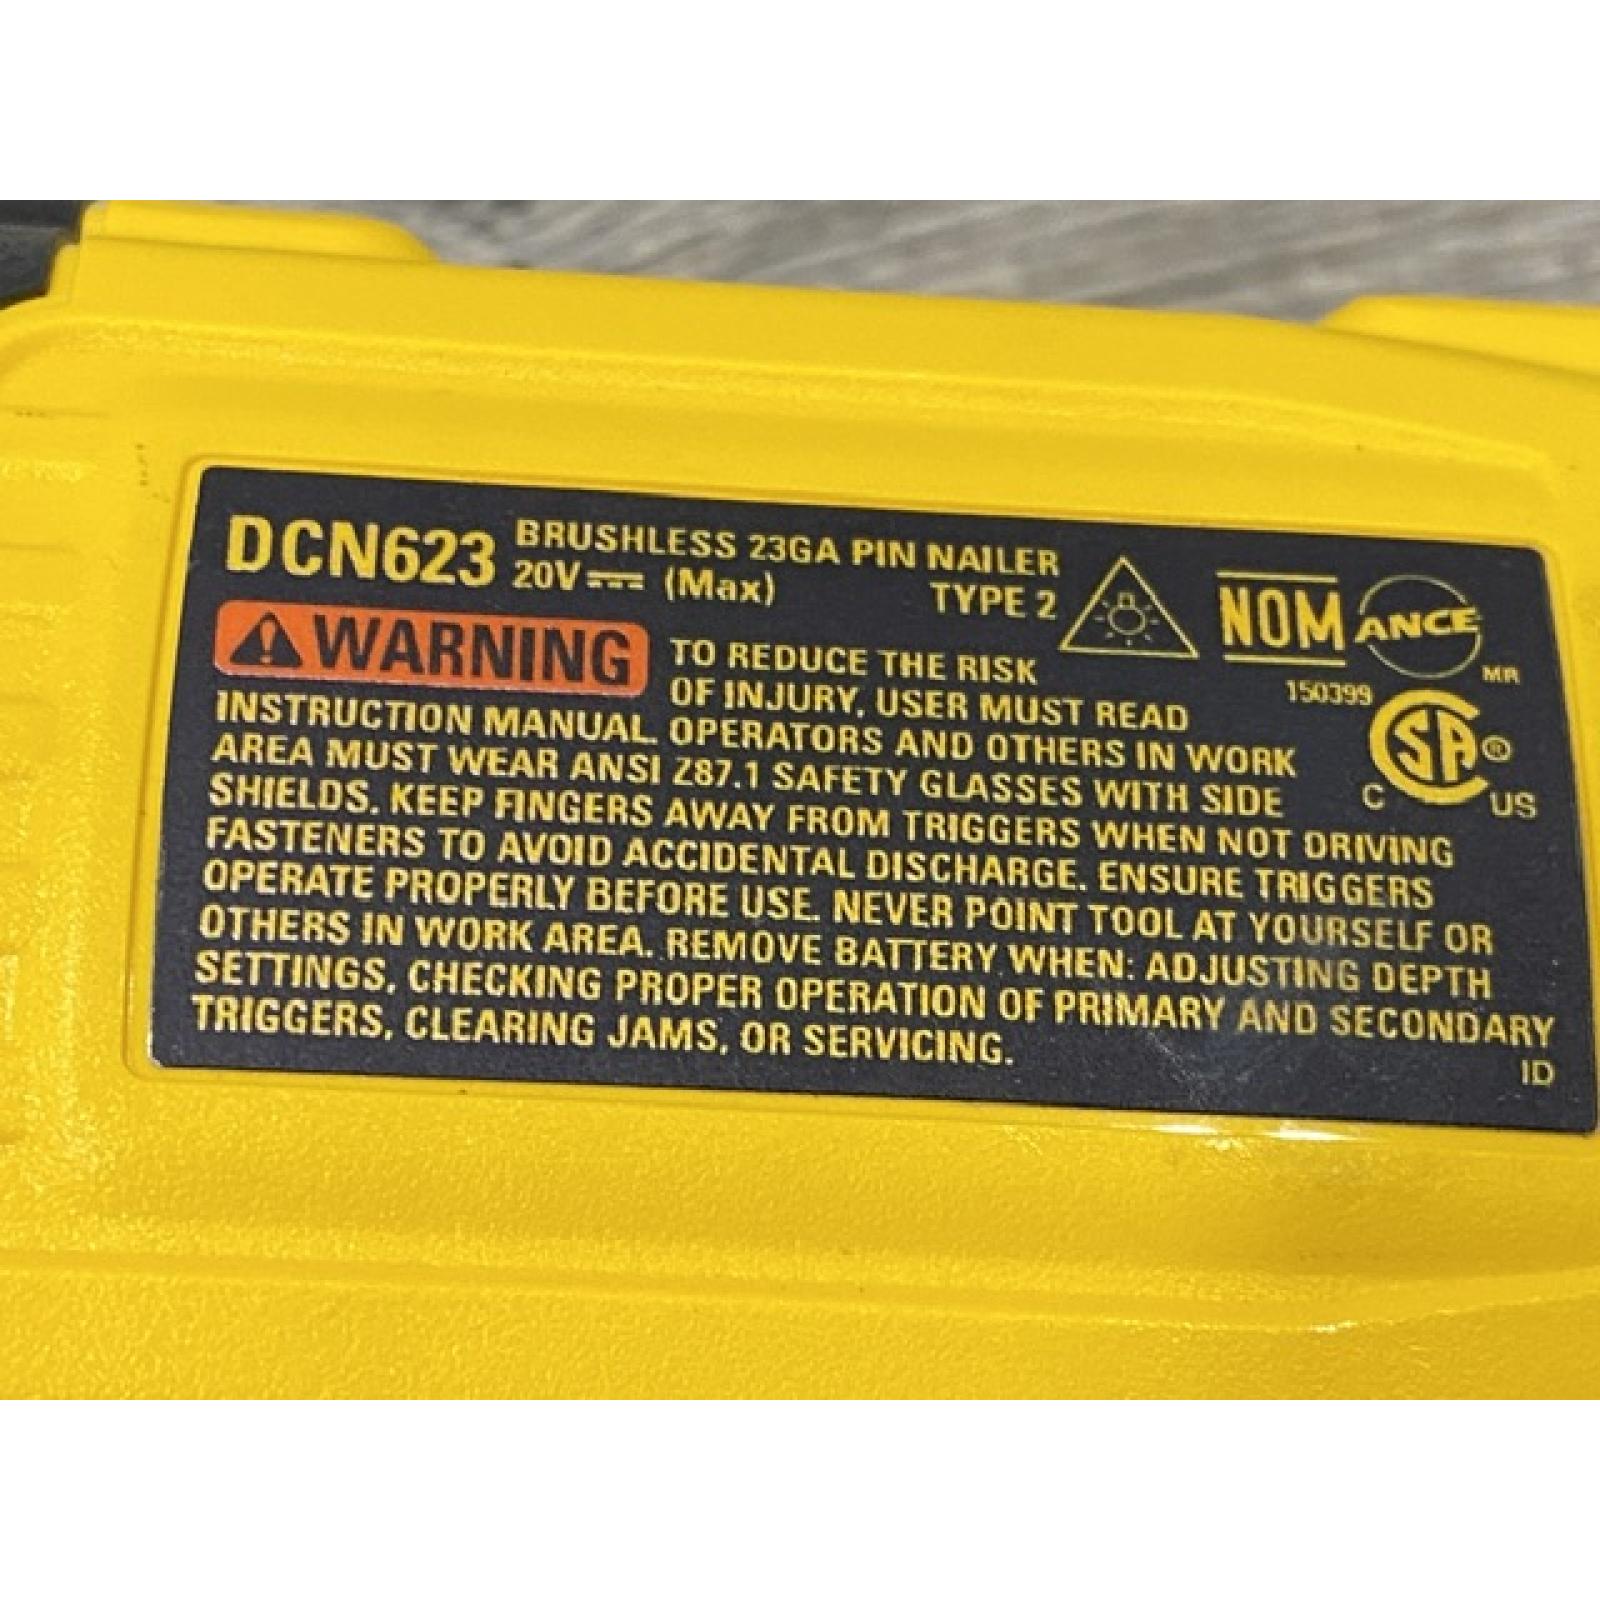 DCN623 BRUSHLESS 23GA PIN NAILER
20V (Max) TYPE 2
NOM ANCE
MR
WARNING TO REDUCE THE RISK
150399
OF INJURY, USER MUST READ
INSTRUCTION MANUAL. OPERATORS AND OTHERS IN WORK
SA ®
C US
AREA MUST WEAR ANSI Z87.1 SAFETY GLASSES WITH SIDE
SHIELDS. KEEP FINGERS AWAY FROM TRIGGERS WHEN NOT DRIVING
FASTENERS TO AVOID ACCIDENTAL DISCHARGE. ENSURE TRIGGERS
OPERATE PROPERLY BEFORE USE. NEVER POINT TOOL AT YOURSELF OR
OTHERS IN WORK AREA. REMOVE BATTERY WHEN: ADJUSTING DEPTH
SETTINGS, CHECKING PROPER OPERATION OF PRIMARY AND SECONDARY
TRIGGERS, CLEARING JAMS, OR SERVICING.
ID